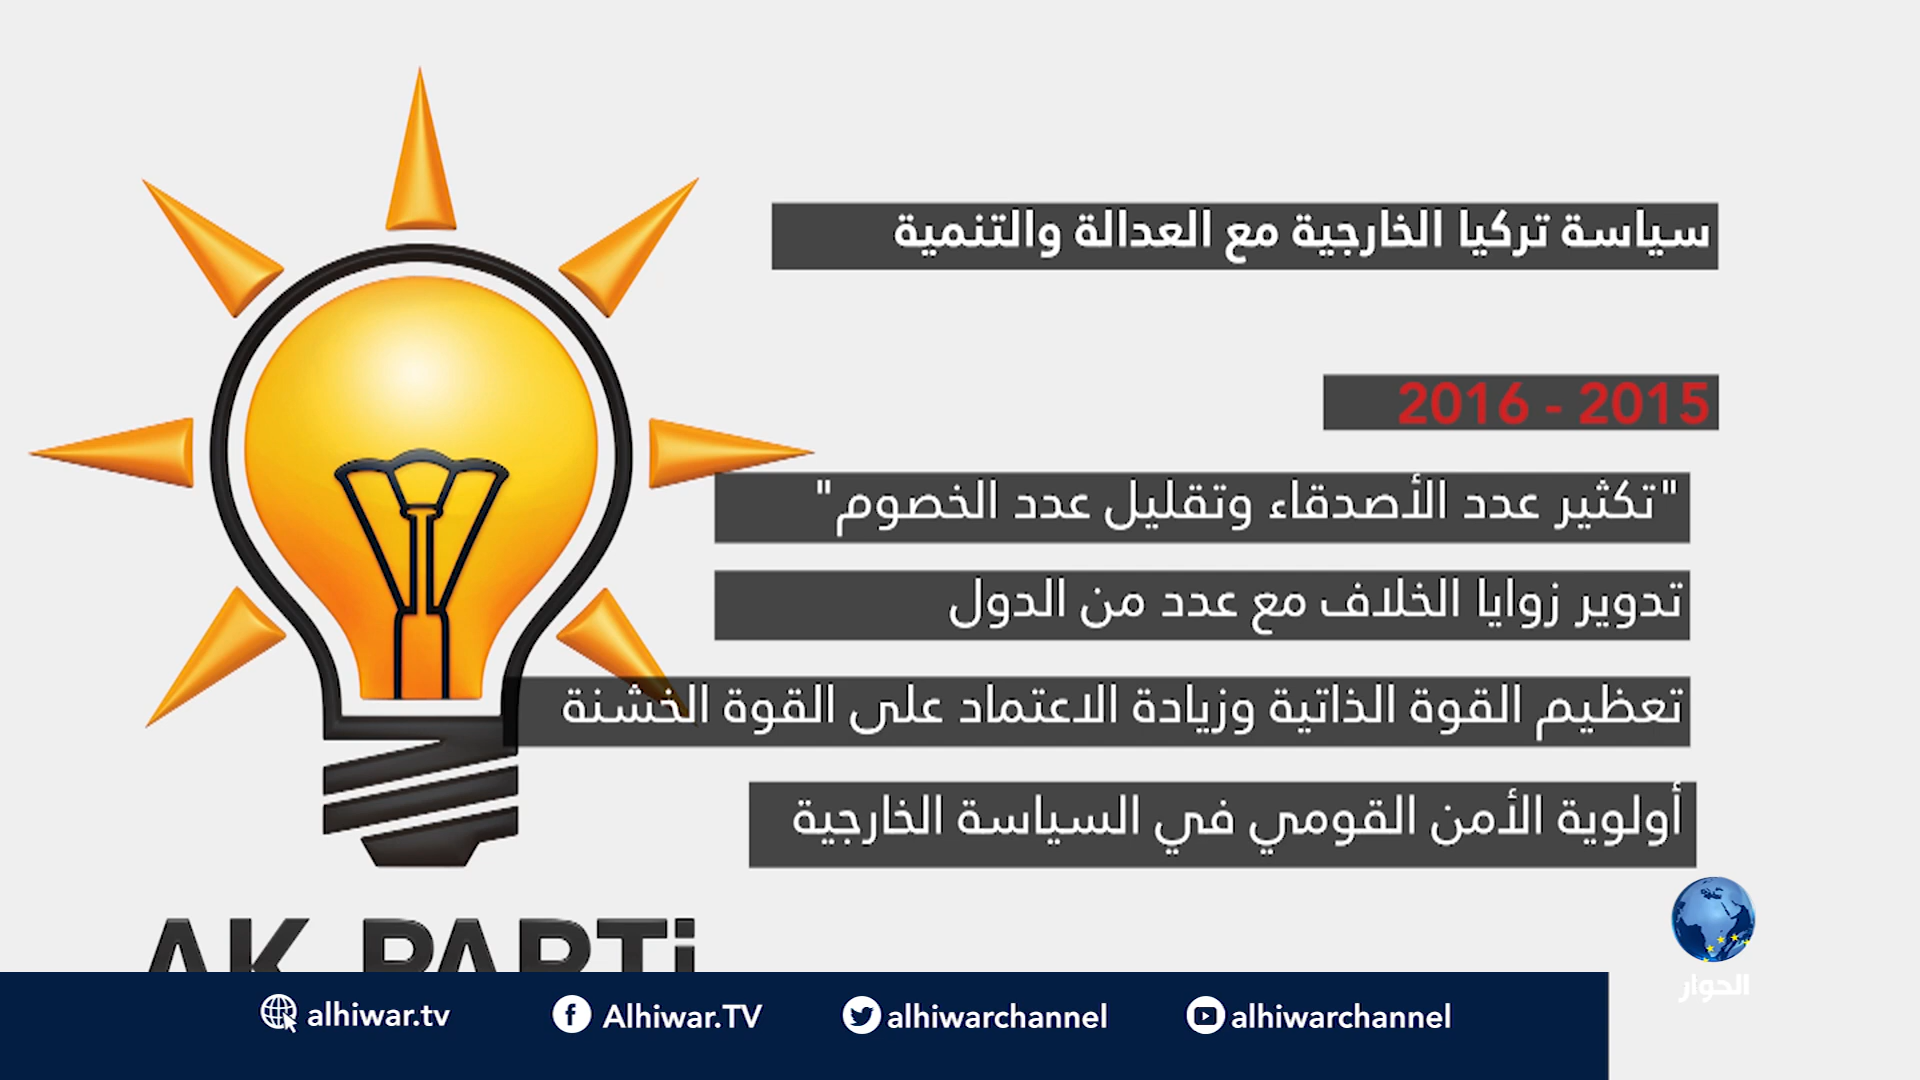 سياسة تركيا الخارجية مع العدالة والتنمية
2015 - 2016
"تكثير عدد الأصدقاء وتقليل عدد الخصوم"
تدوير زوايا الخلاف مع عدد من الدول
تعظيم القوة الذاتية وزيادة الاعتماد على القوة الخشنة
أولوية الأمن القومي في السياسة الخارجية
AK PARTi
الحوار
alhiwar.tv
Alhiwar.TV
alhiwarchannel
alhiwarchannel